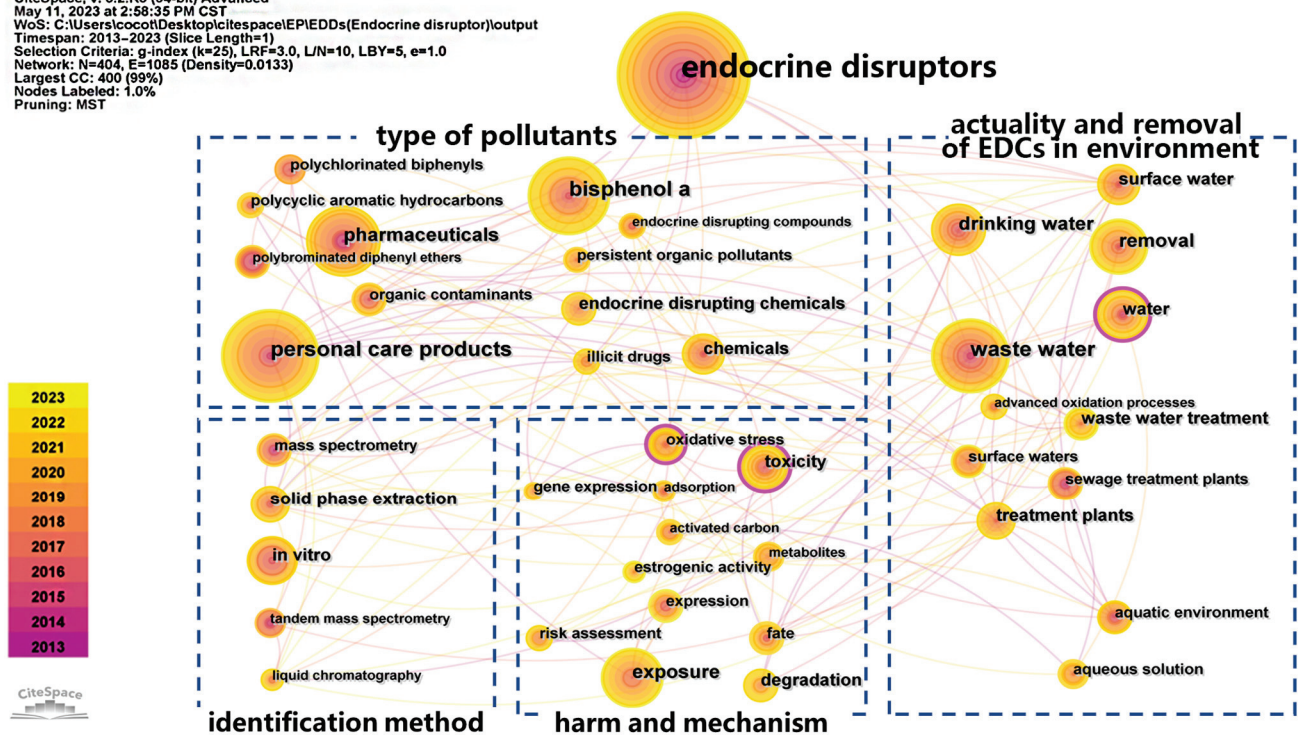 May 11, 2023 at 2:58:35 PM CST
WoS: C:\Users\cocot\Desktop\citespace\EP\EDDs(Endocrine disruptor)\output
Timespan: 2013-2023 (Slice Length=1)
Selection Criteria: g-index (k=25), LRF=3.0, L/N=10, LBY=5, e=1.0
Network: N=404, E=1085 (Density=0.0133)
Largest CC: 400 (99%)
Nodes Labeled: 1.0%
Pruning: MST
endocrine disruptors
type of pollutants
polychlorinated biphenyls
polycyclic aromatic hydrocarbons
pharmaceuticals
polybrominated diphenyl ethers
organic contaminants
personal care products
bisphenol a
endocrine disrupting compounds
persistent organic pollutants
endocrine disrupting chemicals
illicit drugs
chemicals
actuality and removal
of EDCs in environment
surface water
drinking water
removal
water
waste water
advanced oxidation processes
waste water treatment
surface waters
sewage treatment plants
treatment plants
aquatic environment
aqueous solution
mass spectrometry
solid phase extraction
in vitro
tandem mass spectrometry
liquid chromatography
identification method
oxidative stress
toxicity
gene expression
adsorption
activated carbon
metabolites
estrogenic activity
expression
risk assessment
fate
exposure
degradation
harm and mechanism
2023
2022
2021
2020
2019
2018
2017
2016
2015
2014
2013
CiteSpace